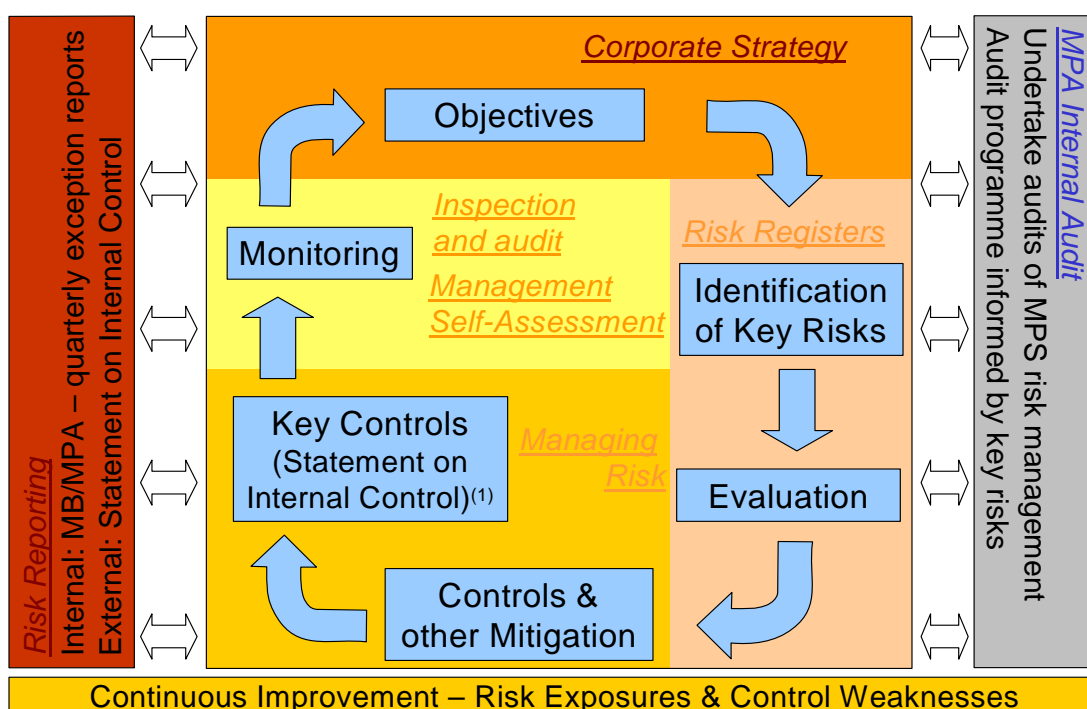 Risk Reporting
Internal: MB/MPA – quarterly exception reports
External: Statement on Internal Control
Corporate Strategy
Objectives
Inspection
and audit
Management
Self-Assessment
Monitoring
Risk Registers
Identification
of Key Risks
Key Controls
(Statement on
Internal Control)(1)
Managing
Risk
Evaluation
Controls &
other Mitigation
MPA Internal Audit
Undertake audits of MPS risk management
Audit programme informed by key risks
Continuous Improvement – Risk Exposures & Control Weaknesses